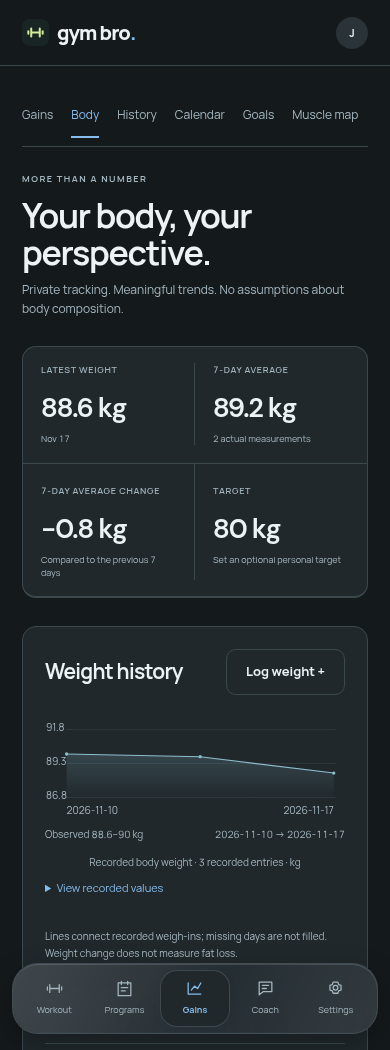 gym bro.
J
Gains Body History Calendar Goals Muscle map
MORE THAN A NUMBER
Your body, your
perspective.
Private tracking. Meaningful trends. No assumptions about
body composition.
LATEST WEIGHT
88.6 kg
Nov 17
7-DAY AVERAGE
89.2 kg
2 actual measurements
7-DAY AVERAGE CHANGE
−0.8 kg
Compared to the previous 7
days
TARGET
80 kg
Set an optional personal target
Weight history
Log weight +
91.8
89.3
86.8
2026-11-10 2026-11-17
Observed 88.6–90 kg 2026-11-10 → 2026-11-17
Recorded body weight · 3 recorded entries · kg
▶ View recorded values
Lines connect recorded weigh-ins; missing days are not filled.
Weight change does not measure fat loss.
Workout Programs Gains Coach Settings